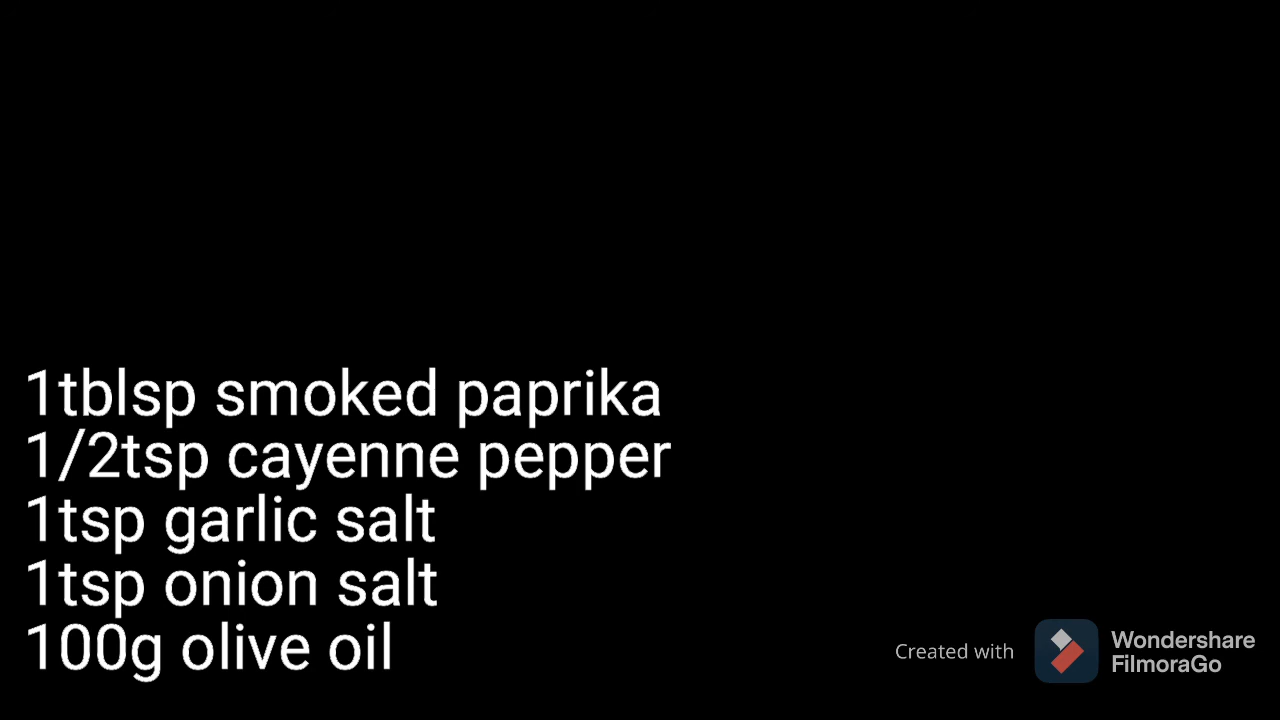 1tblsp smoked paprika
1/2tsp cayenne pepper
1tsp garlic salt
1tsp onion salt
100g olive oil
Created with
Wondershare
FilmoraGo